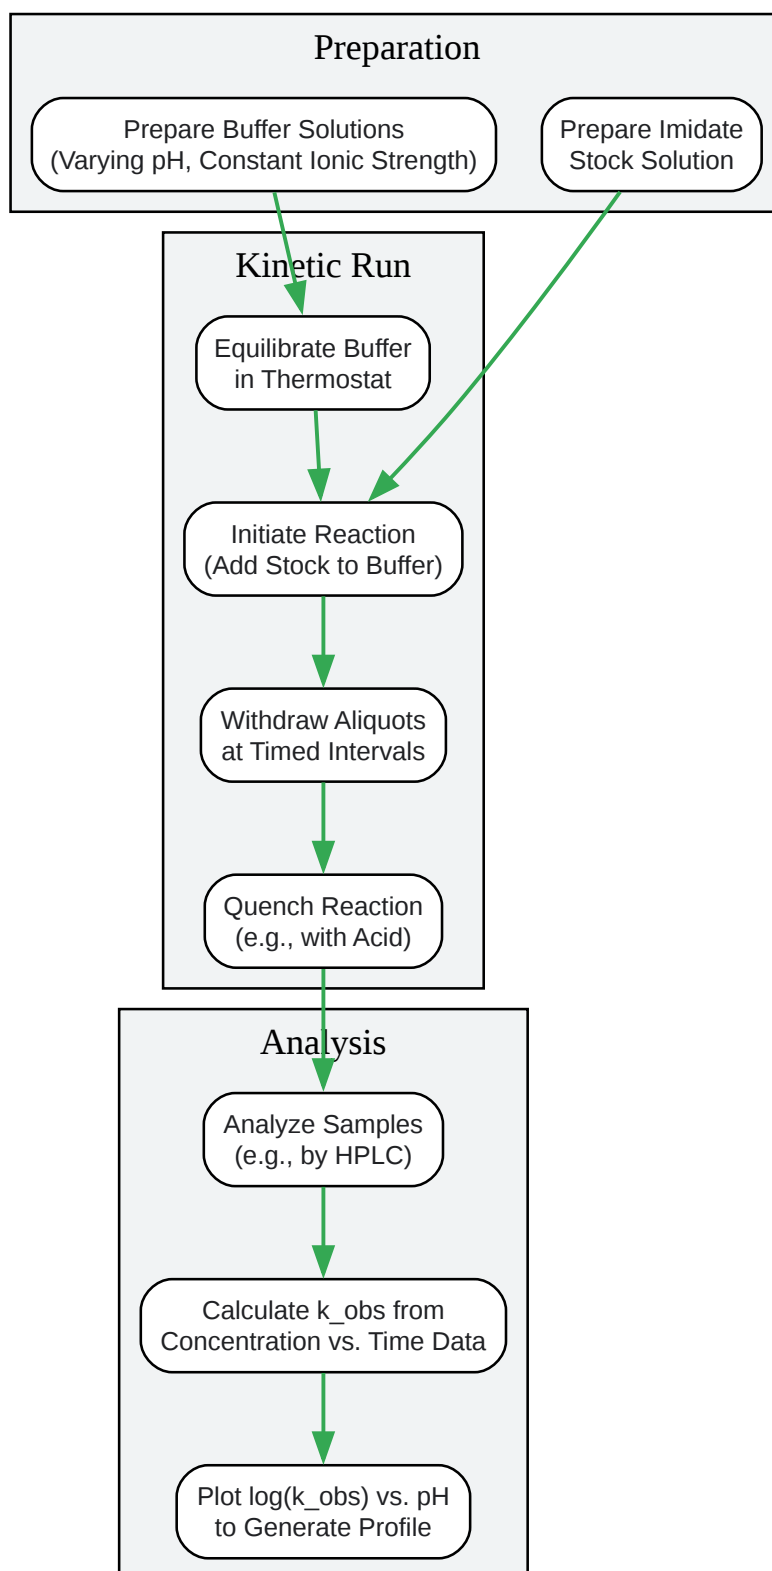 Preparation
Prepare Buffer Solutions
(Varying pH, Constant Ionic Strength)
Prepare Imidate
Stock Solution
Kinetic Run
Equilibrate Buffer
in Thermostat
Initiate Reaction
(Add Stock to Buffer)
Withdraw Aliquots
at Timed Intervals
Quench Reaction
(e.g., with Acid)
Analysis
Analyze Samples
(e.g., by HPLC)
Calculate k_obs from
Concentration vs. Time Data
Plot log(k_obs) vs. pH
to Generate Profile